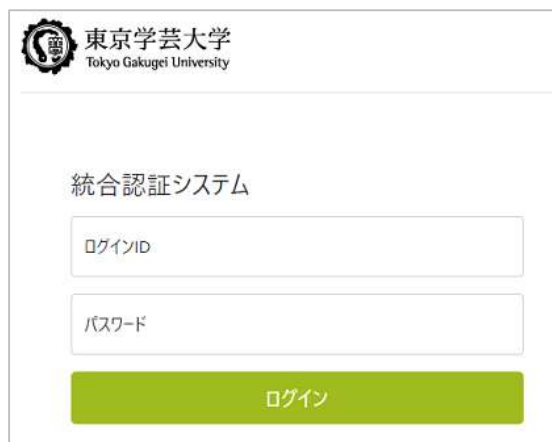 東京学芸大学
Tokyo Gakugei University
統合認証システム
ログインID
パスワード
ログイン